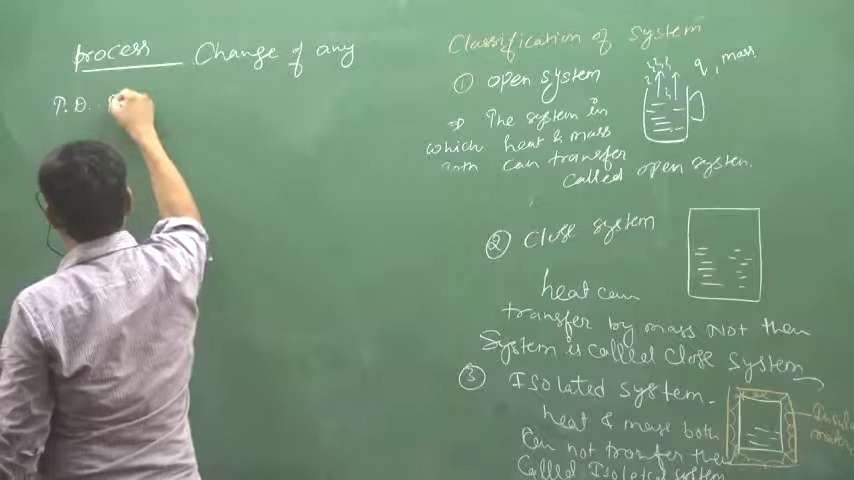 process Change of any
T.D.
Classification of System
① open system
q, mass
⇒ The system in
which heat & mass
both can transfer
called open system.
② Close system
heat can
transfer by mass Not then
System is called Close System
③ Isolated system -
heat & mass both
Can not transfer then
Called Isolated system